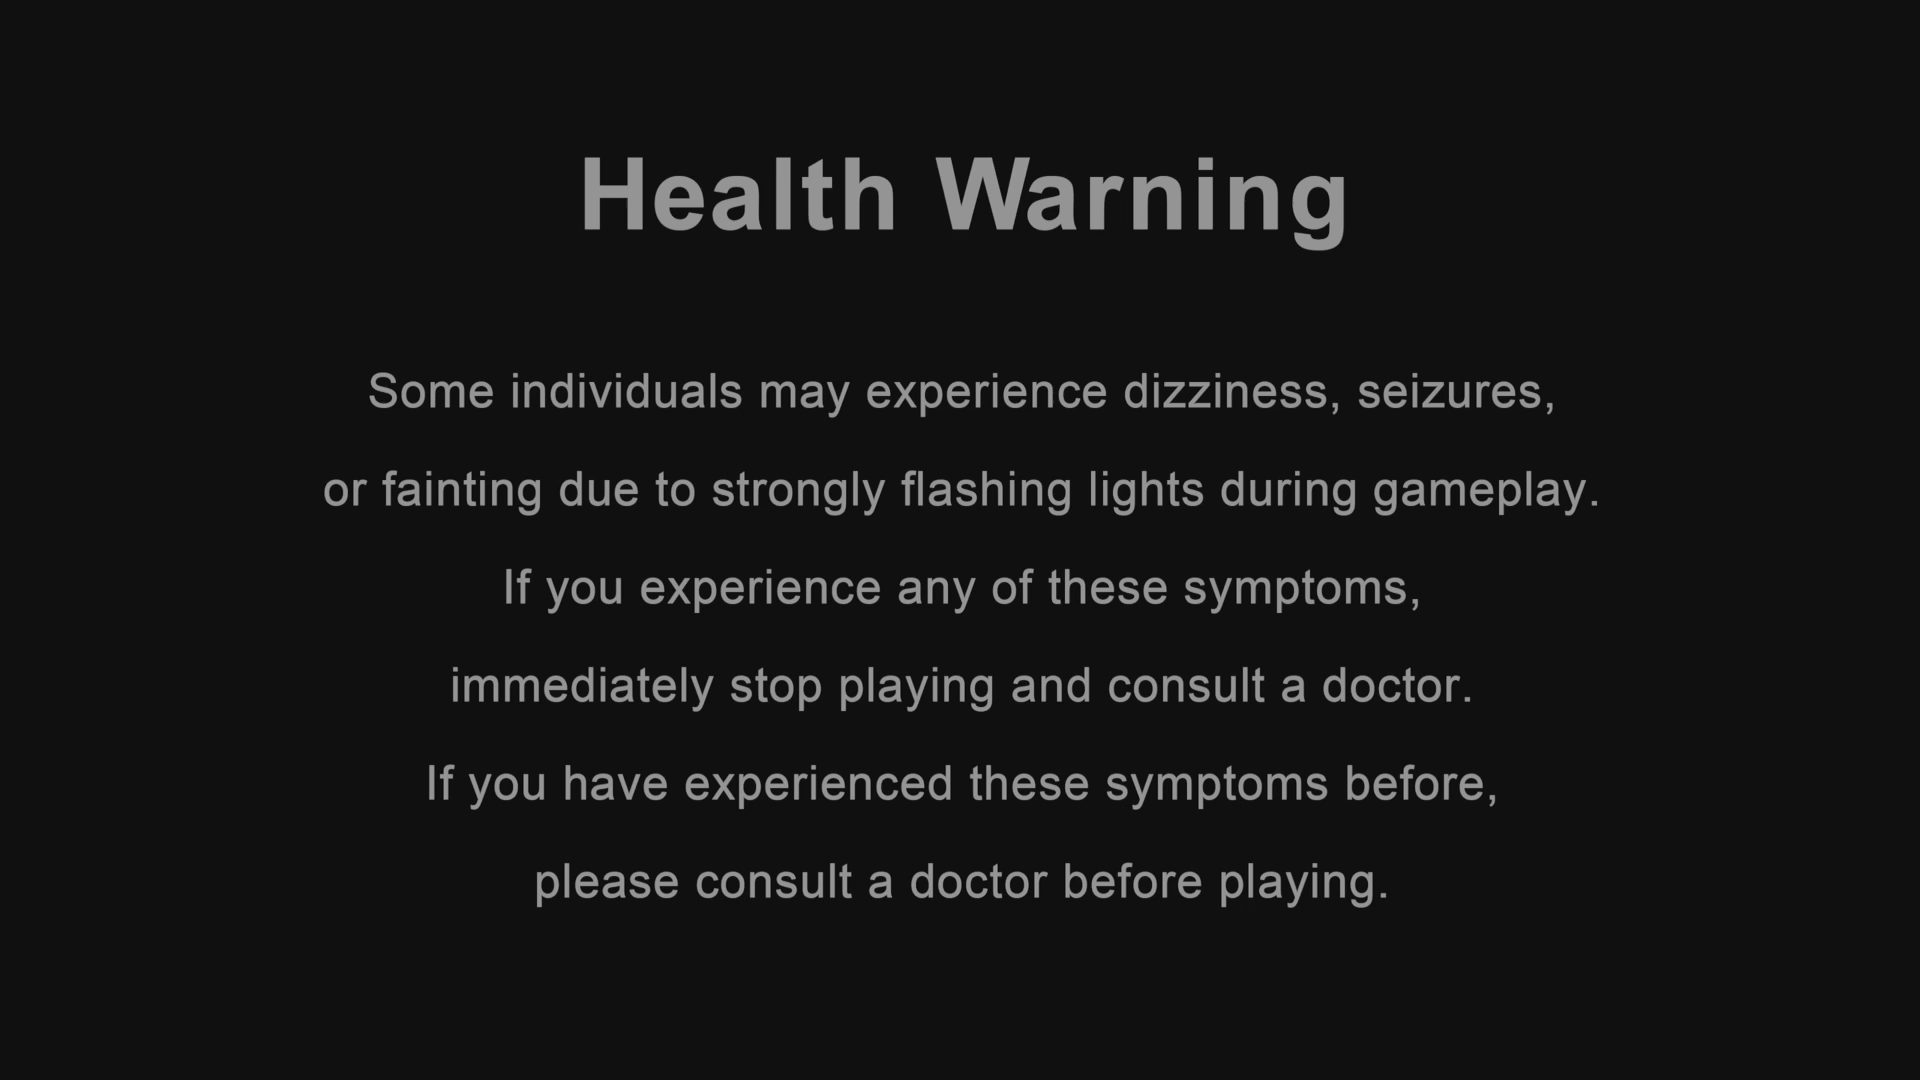 Health Warning
Some individuals may experience dizziness, seizures,
or fainting due to strongly flashing lights during gameplay.
If you experience any of these symptoms,
immediately stop playing and consult a doctor.
If you have experienced these symptoms before,
please consult a doctor before playing.